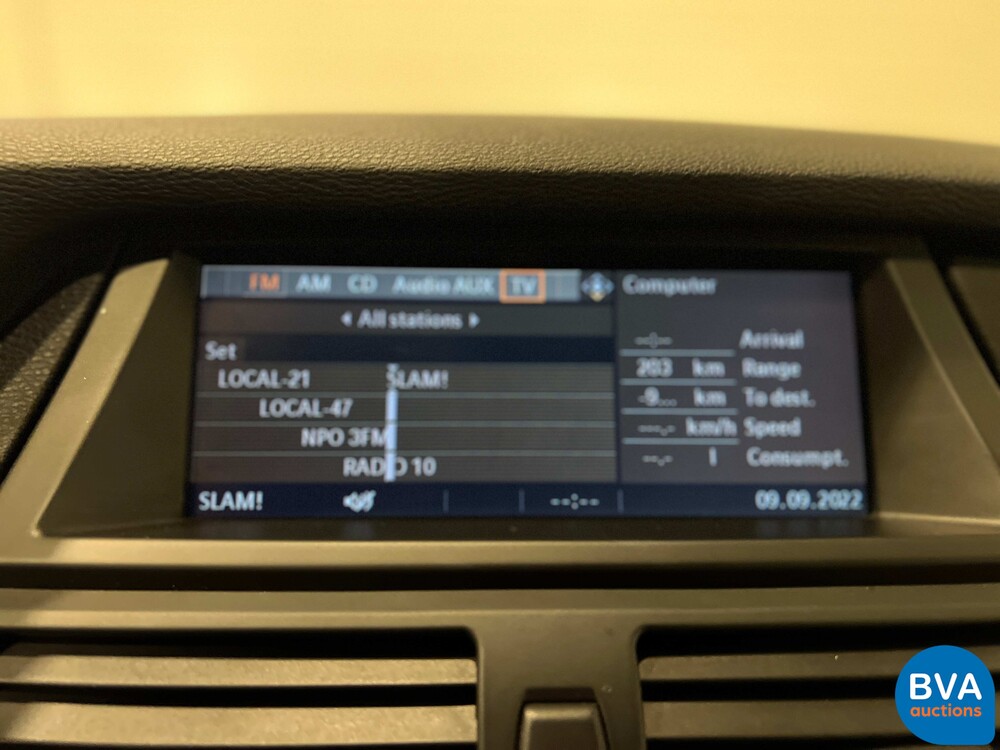 FM AM CD Audio AUX TV
All stations
Set
LOCAL-21 SLAM!
LOCAL-47
NPO 3FM
RADIO 10
SLAM! --:-- 09.09.2022
Computer
--:-- Arrival
203 km Range
-9... km To dest.
---.- km/h Speed
--.- l Consumpt.
BVA
auctions